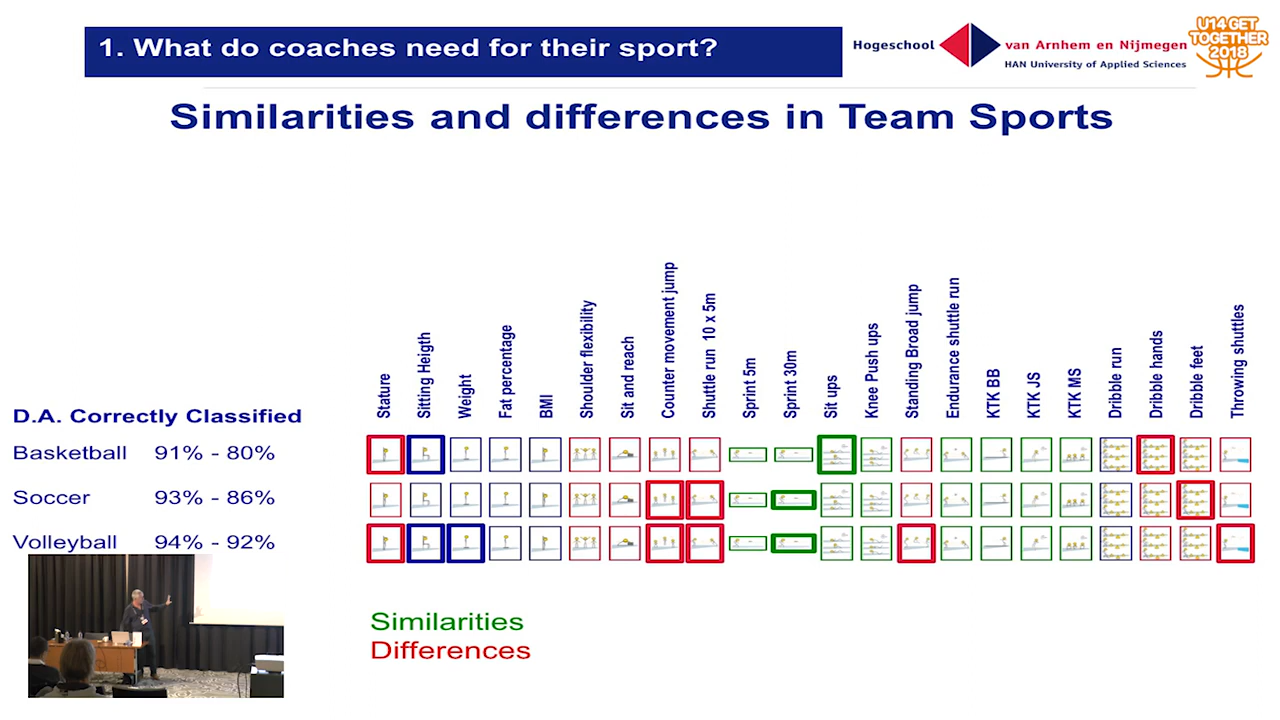 1. What do coaches need for their sport?
Hogeschool van Arnhem en Nijmegen
HAN University of Applied Sciences
U14 GET
TOGETHER
2018
Similarities and differences in Team Sports
Stature
Sitting Heigth
Weight
Fat percentage
BMI
Shoulder flexibility
Sit and reach
Counter movement jump
Shuttle run 10 x 5m
Sprint 5m
Sprint 30m
Sit ups
Knee Push ups
Standing Broad jump
Endurance shuttle run
KTK BB
KTK JS
KTK MS
Dribble run
Dribble hands
Dribble feet
Throwing shuttles
D.A. Correctly Classified
Basketball 91% - 80%
Soccer 93% - 86%
Volleyball 94% - 92%
Similarities
Differences